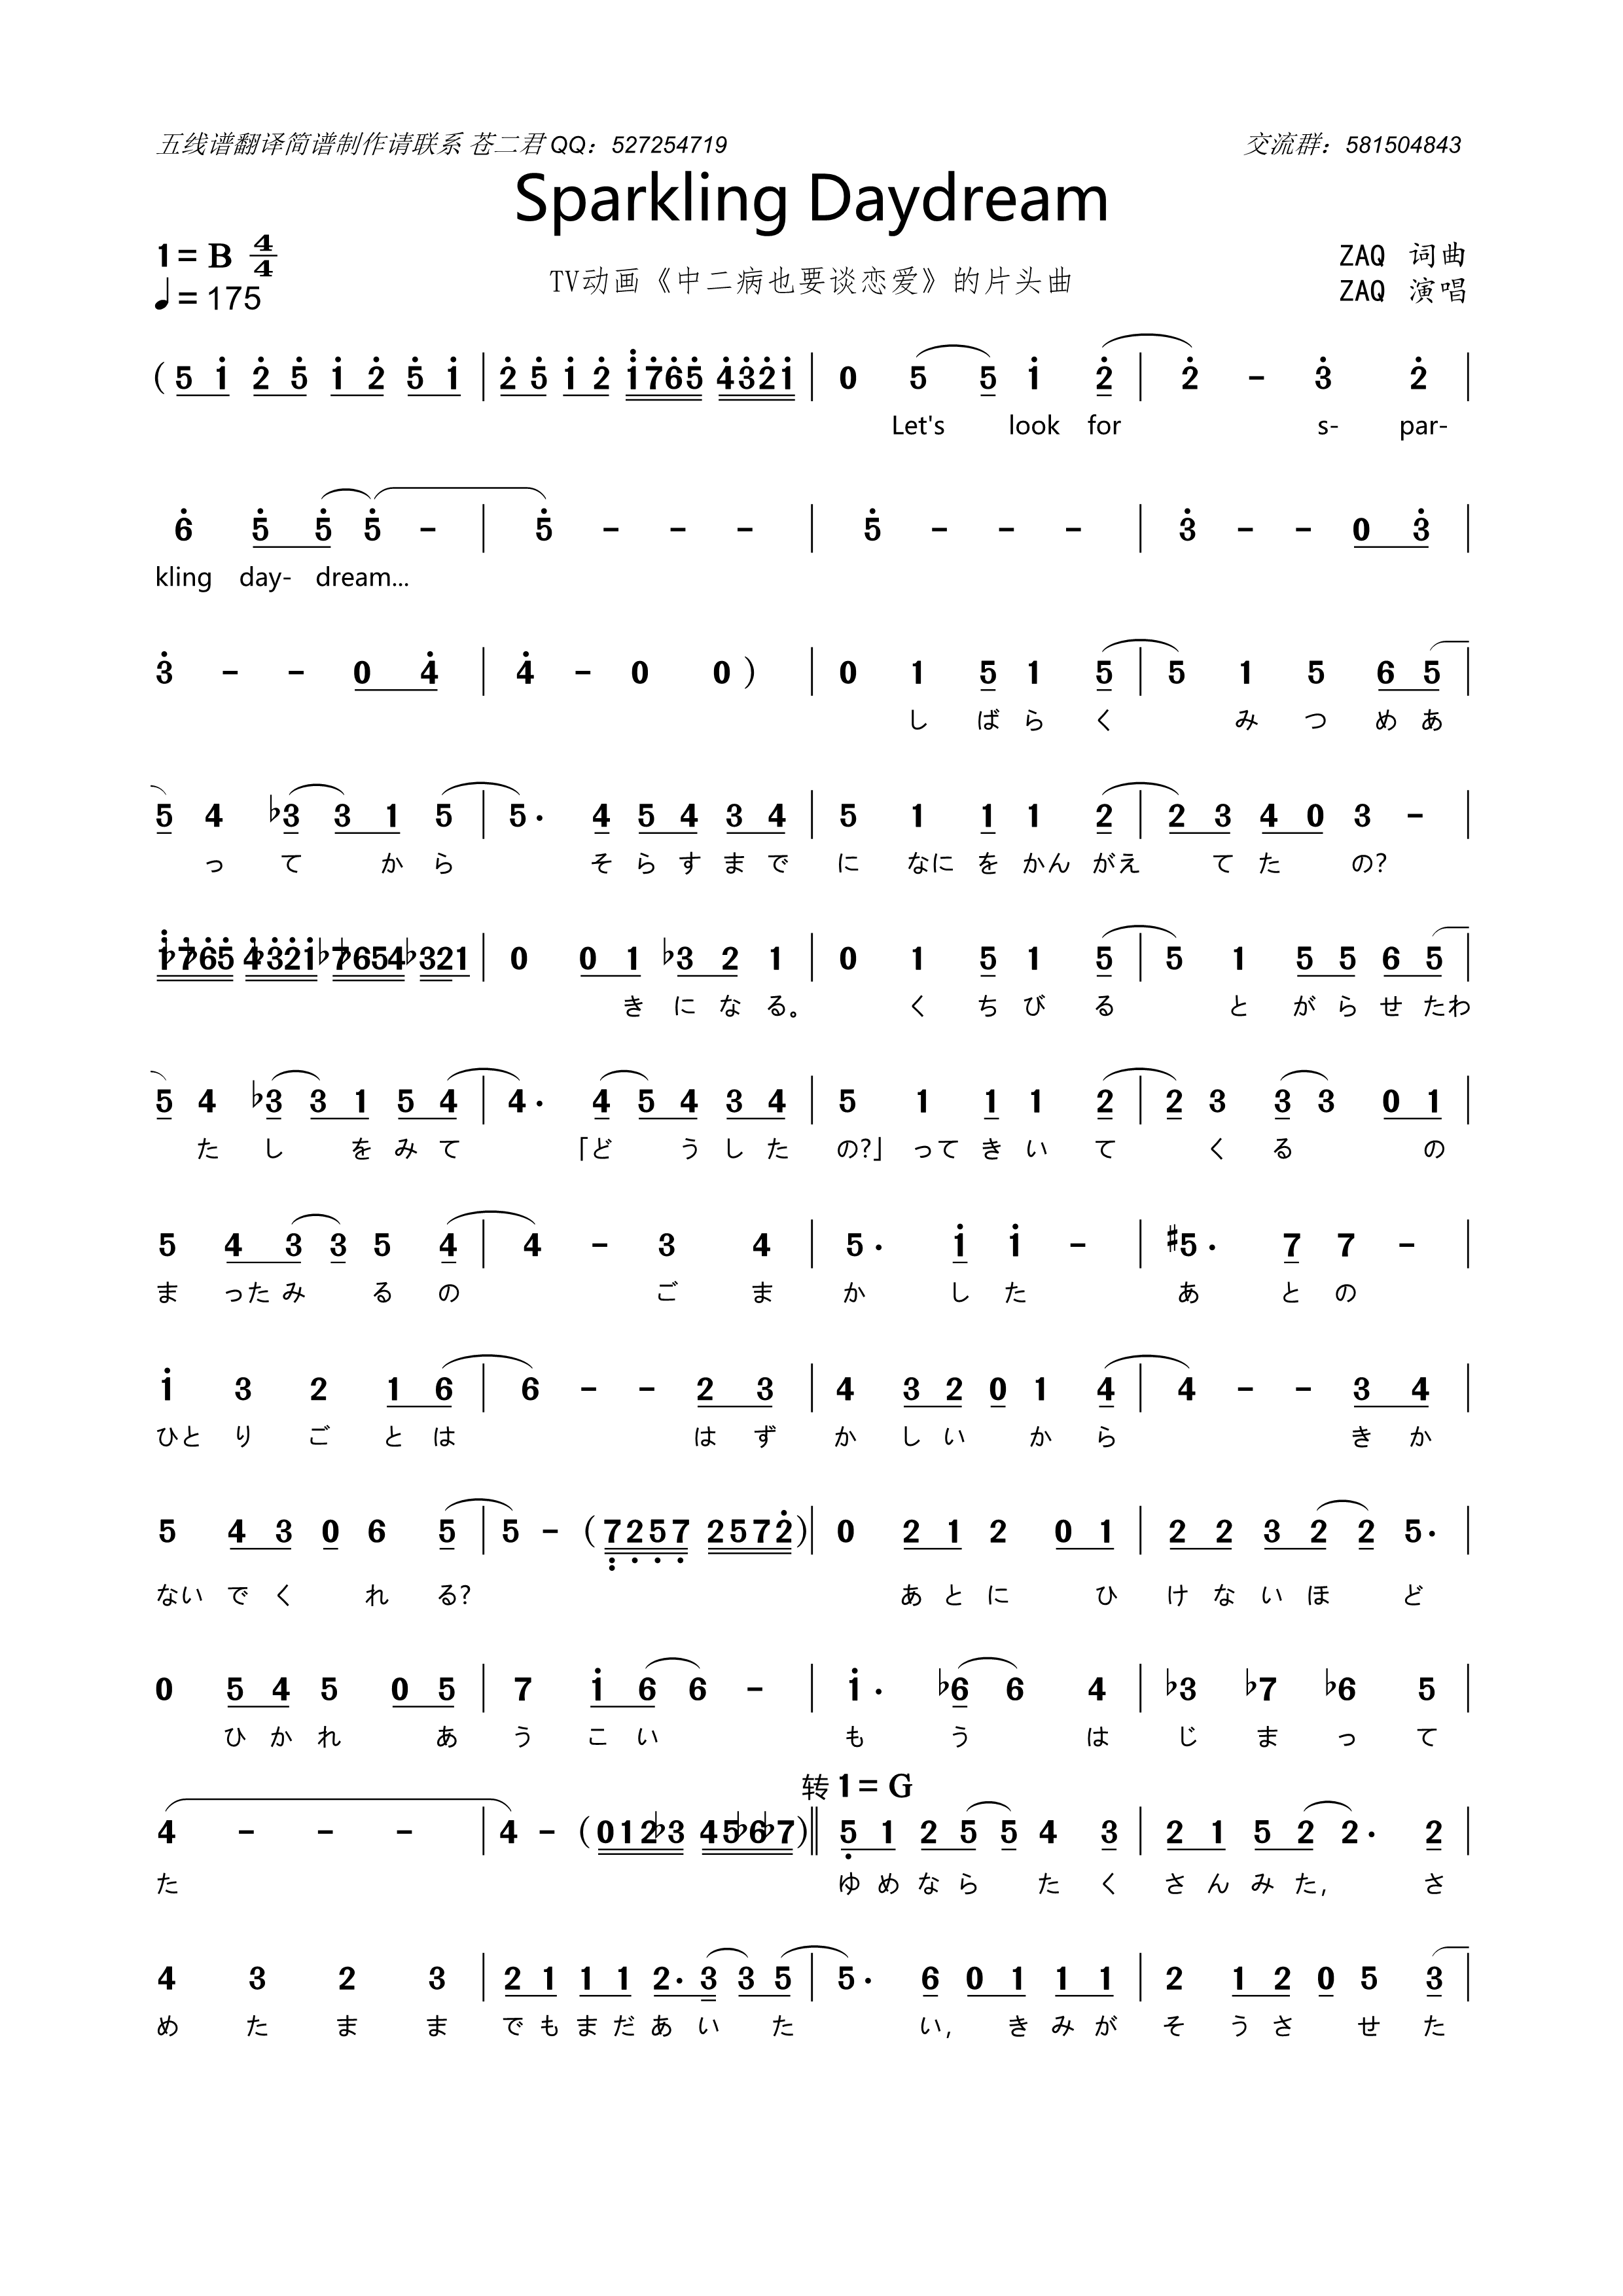 五线谱翻译简谱制作请联系 苍二君 QQ：527254719 交流群：581504843
Sparkling Daydream
1= B 4/4
♩= 175
TV动画《中二病也要谈恋爱》的片头曲
ZAQ 词曲
ZAQ 演唱
( 5 1̇ 2̇ 5̇ 1̇ 2̇ 5 1̇ | 2̇ 5̇ 1̇ 2̇ 1̇765 4321 | 0 5 5 1̇ 2̇ | 2̇ - 3̇ 2̇ |
Let's look for s- par-
6̇ 5̇ 5̇ 5̇ - | 5̇ - - - | 5̇ - - - | 3̇ - - 0 3̇ |
kling day- dream...
3̇ - - 0 4̇ | 4̇ - 0 0 ) | 0 1 5 1 5 | 5 1 5 6 5 |
し ば ら く み つ め あ
5 4 ♭3 3 1 5 | 5. 4 5 4 3 4 | 5 1 1 1 2 | 2 3 4 0 3 - |
っ て か ら そ ら す ま で に なに を かん がえ て た の?
1♭7♭65 4♭321 ♭7♭654 ♭321 | 0 0 1 ♭3 2 1 | 0 1 5 1 5 | 5 1 5 5 6 5 |
き に な る。 く ち び る と が ら せ たわ
5 4 ♭3 3 1 5 4 | 4. 4 5 4 3 4 | 5 1 1 1 2 | 2 3 3 3 0 1 |
た し を み て 「ど う し た の?」 って き い て く る の
5 4 3 3 5 4 | 4 - 3 4 | 5. 1̇ 1̇ - | ♯5. 7 7 - |
ま った み る の ご ま か し た あ と の
1̇ 3 2 1 6 | 6 - - 2 3 | 4 3 2 0 1 4 | 4 - - 3 4 |
ひと り ご と は は ず か し い か ら き か
5 4 3 0 6 5 | 5 - ( 7257 2572̇ ) | 0 2 1 2 0 1 | 2 2 3 2 2 5. |
ない で く れ る? あ と に ひ け な い ほ ど
0 5 4 5 0 5 | 7 1̇ 6 6 - | 1̇. ♭6 6 4 | ♭3 ♭7 ♭6 5 |
ひ か れ あ う こ い も う は じ ま っ て
转 1= G
4 - - - | 4 - ( 012♭3 45♭6♭7 ) || 5̣ 1 2 5 5 4 3 | 2 1 5 2 2. 2 |
た ゆ め な ら た く さ ん み た, さ
4 3 2 3 | 2 1 1 1 2. 3 3 5 | 5. 6 0 1 1 1 | 2 1 2 0 5 3 |
め た ま ま で も ま だ あ い た い, き み が そ う さ せ た